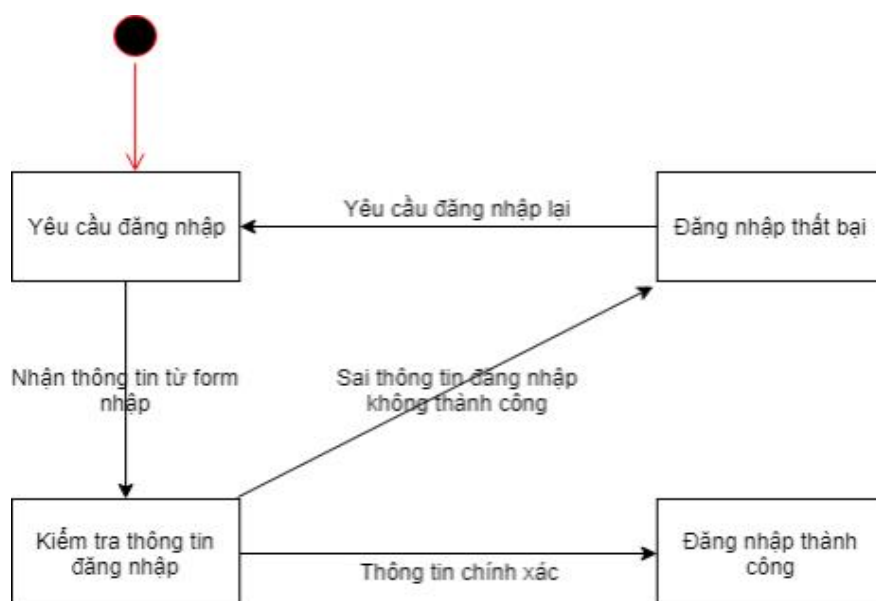 Yêu cầu đăng nhập lại
Yêu cầu đăng nhập
Đăng nhập thất bại
Nhận thông tin từ form
nhập
Sai thông tin đăng nhập
không thành công
Kiểm tra thông tin
đăng nhập
Đăng nhập thành
công
Thông tin chính xác